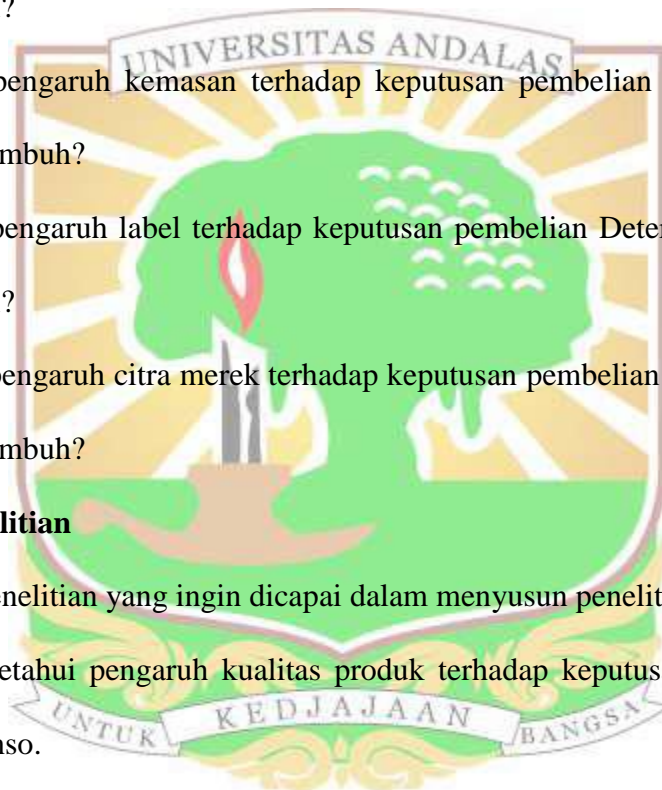 ?
UNIVERSITAS ANDALAS
pengaruh kemasan terhadap keputusan pembelian
mbuh?
pengaruh label terhadap keputusan pembelian Deter
?
pengaruh citra merek terhadap keputusan pembelian
mbuh?
litian
enelitian yang ingin dicapai dalam menyusun penelit
etahui pengaruh kualitas produk terhadap keputus
UNTUK KEDJAJAAN BANGSA
nso.